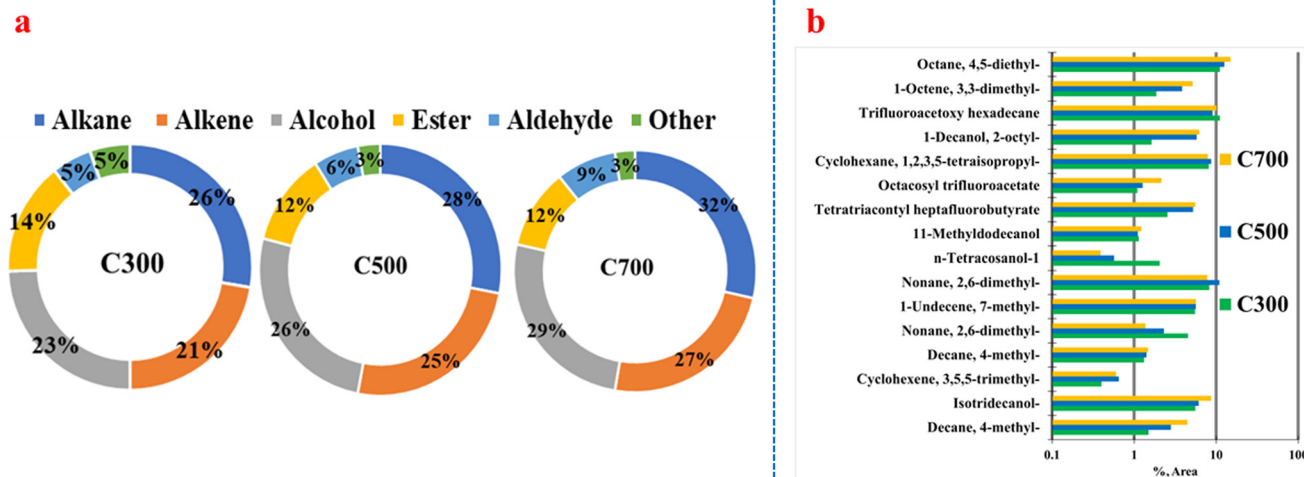 a
Alkane Alkene Alcohol Ester Aldehyde Other
5% 5% 26% 14% C300 23% 21%
6% 3% 28% 12% C500 26% 25%
9% 3% 32% 12% C700 29% 27%
b
Octane, 4,5-diethyl-
1-Octene, 3,3-dimethyl-
Trifluoroacetoxy hexadecane
1-Decanol, 2-octyl-
Cyclohexane, 1,2,3,5-tetraisopropyl-
Octacosyl trifluoroacetate
Tetratriacontyl heptafluorobutyrate
11-Methyldodecanol
n-Tetracosanol-1
Nonane, 2,6-dimethyl-
1-Undecene, 7-methyl-
Nonane, 2,6-dimethyl-
Decane, 4-methyl-
Cyclohexene, 3,5,5-trimethyl-
Isotridecanol-
Decane, 4-methyl-
C700
C500
C300
0.1 1 10 100
%, Area